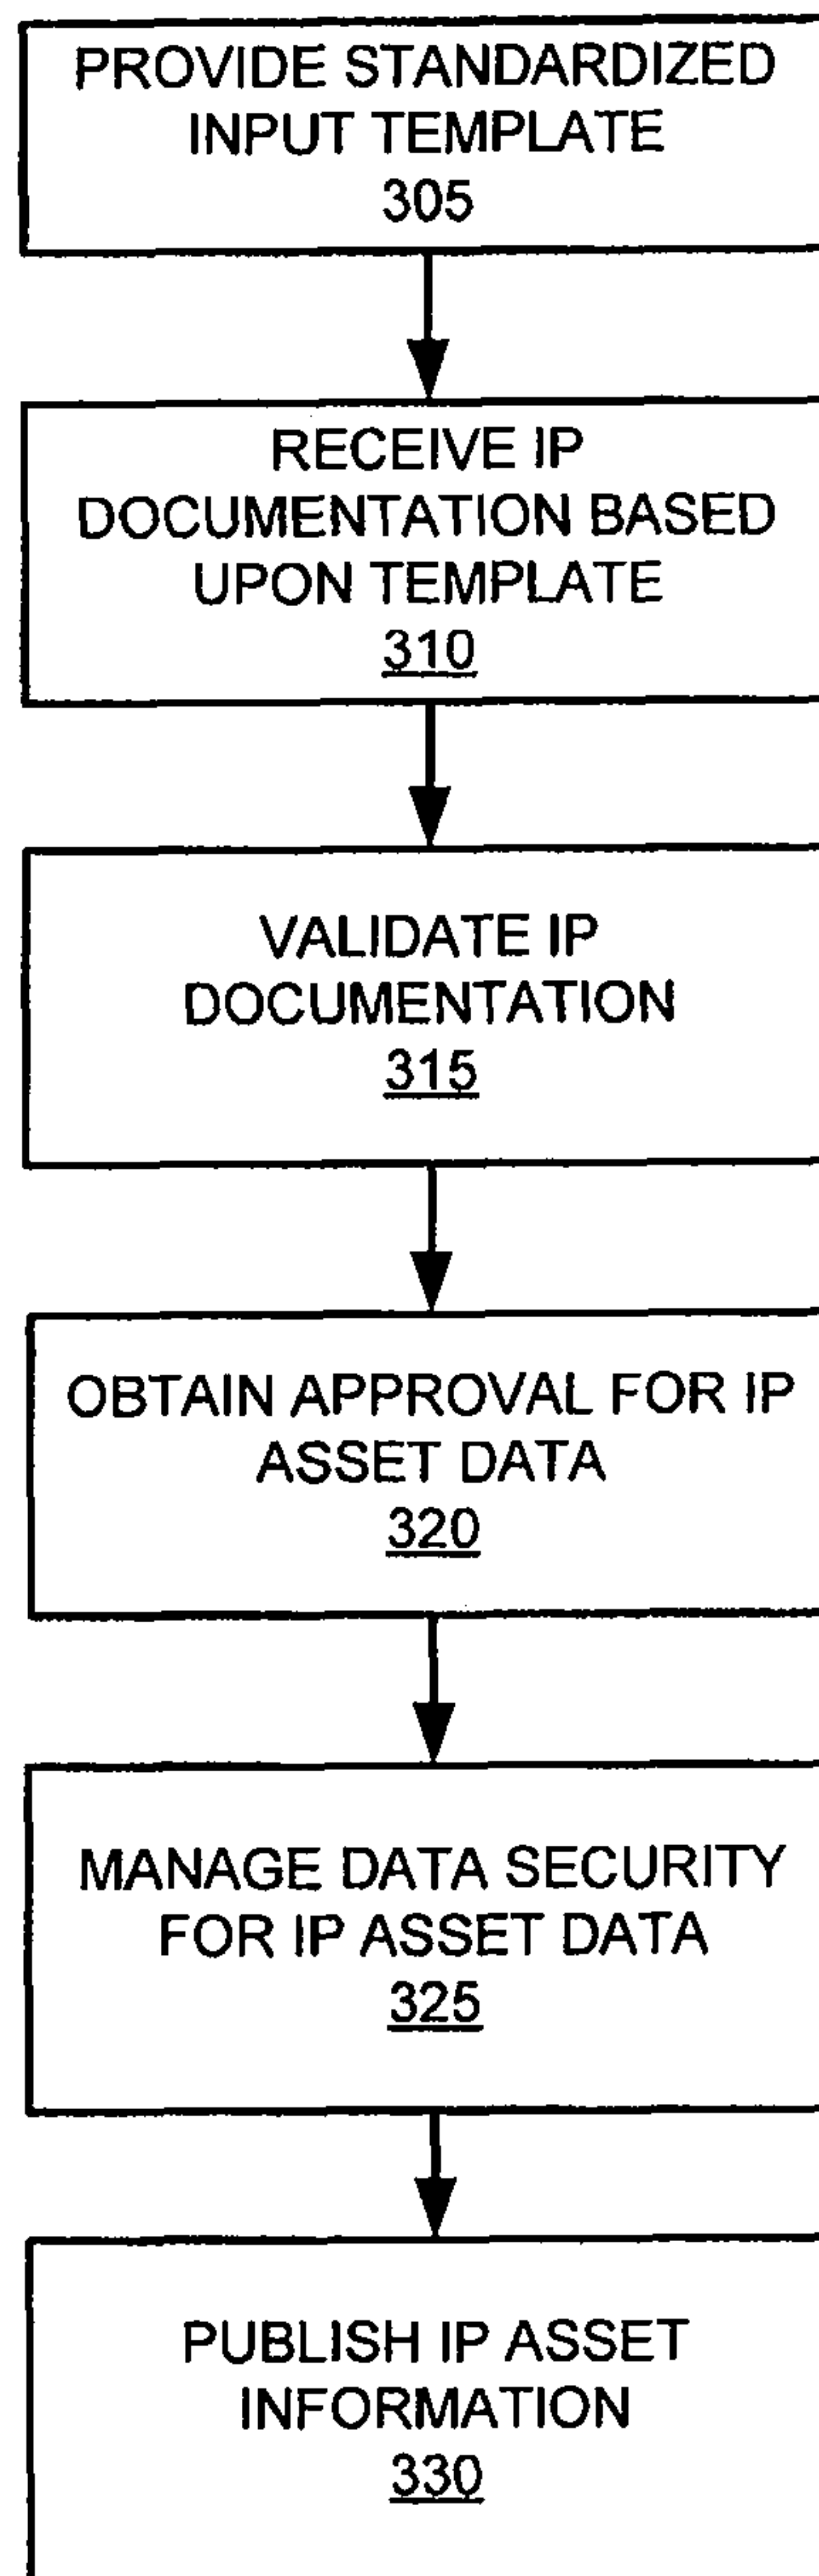 PROVIDE STANDARDIZED
INPUT TEMPLATE
305
RECEIVE IP
DOCUMENTATION BASED
UPON TEMPLATE
310
VALIDATE IP
DOCUMENTATION
315
OBTAIN APPROVAL FOR IP
ASSET DATA
320
MANAGE DATA SECURITY
FOR IP ASSET DATA
325
PUBLISH IP ASSET
INFORMATION
330